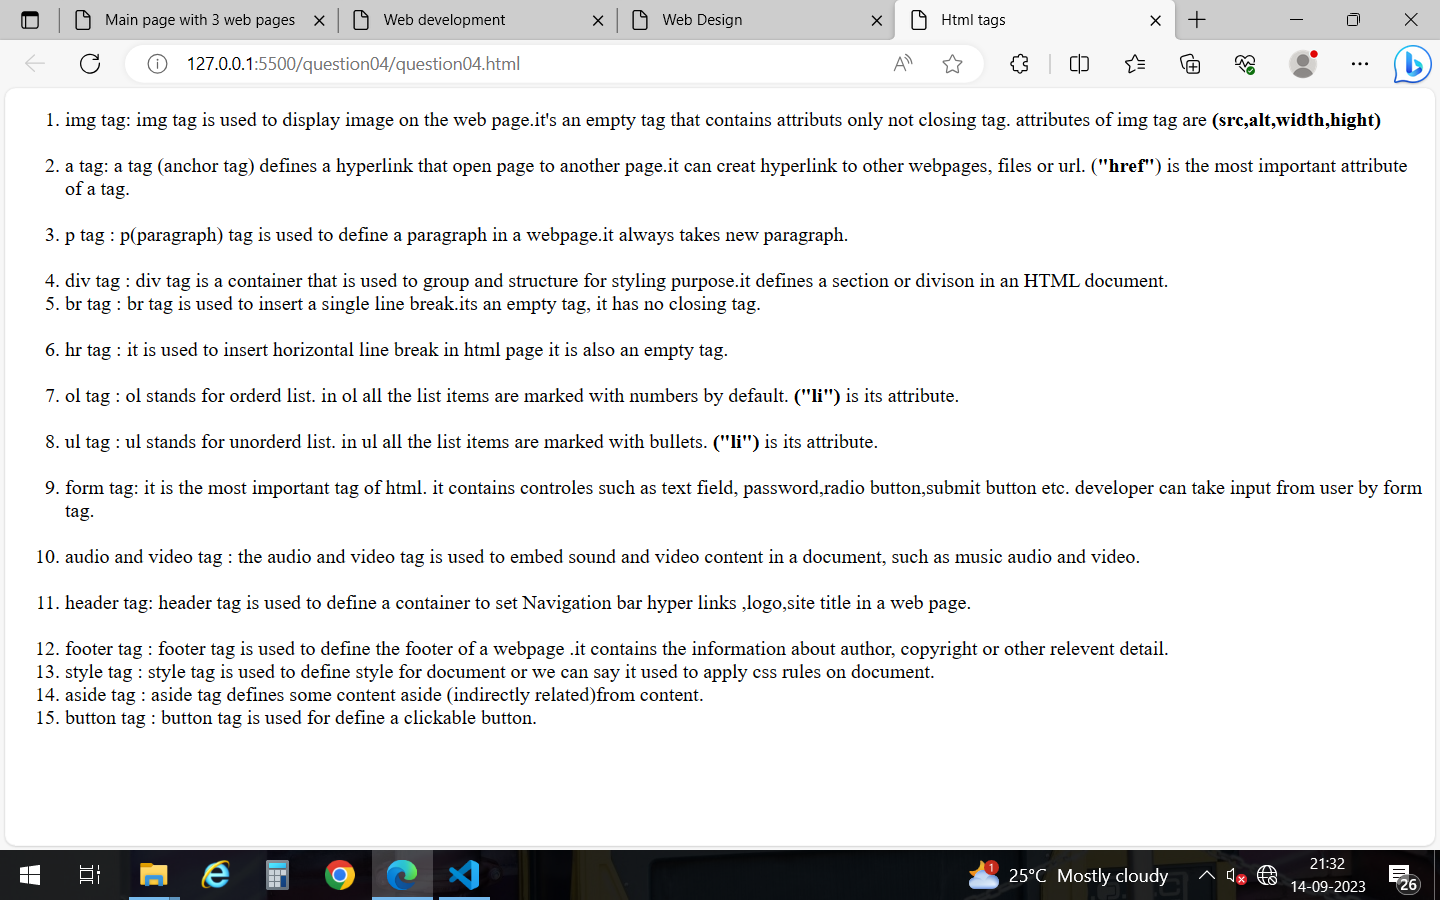 Main page with 3 web pages
Web development
Web Design
Html tags
127.0.0.1:5500/question04/question04.html
1. img tag: img tag is used to display image on the web page.it's an empty tag that contains attributs only not closing tag. attributes of img tag are (src,alt,width,hight)
2. a tag: a tag (anchor tag) defines a hyperlink that open page to another page.it can creat hyperlink to other webpages, files or url. ("href") is the most important attribute
of a tag.
3. p tag : p(paragraph) tag is used to define a paragraph in a webpage.it always takes new paragraph.
4. div tag : div tag is a container that is used to group and structure for styling purpose.it defines a section or divison in an HTML document.
5. br tag : br tag is used to insert a single line break.its an empty tag, it has no closing tag.
6. hr tag : it is used to insert horizontal line break in html page it is also an empty tag.
7. ol tag : ol stands for orderd list. in ol all the list items are marked with numbers by default. ("li") is its attribute.
8. ul tag : ul stands for unorderd list. in ul all the list items are marked with bullets. ("li") is its attribute.
9. form tag: it is the most important tag of html. it contains controles such as text field, password,radio button,submit button etc. developer can take input from user by form
tag.
10. audio and video tag : the audio and video tag is used to embed sound and video content in a document, such as music audio and video.
11. header tag: header tag is used to define a container to set Navigation bar hyper links ,logo,site title in a web page.
12. footer tag : footer tag is used to define the footer of a webpage .it contains the information about author, copyright or other relevent detail.
13. style tag : style tag is used to define style for document or we can say it used to apply css rules on document.
14. aside tag : aside tag defines some content aside (indirectly related)from content.
15. button tag : button tag is used for define a clickable button.
1
25°C Mostly cloudy
21:32
14-09-2023
26